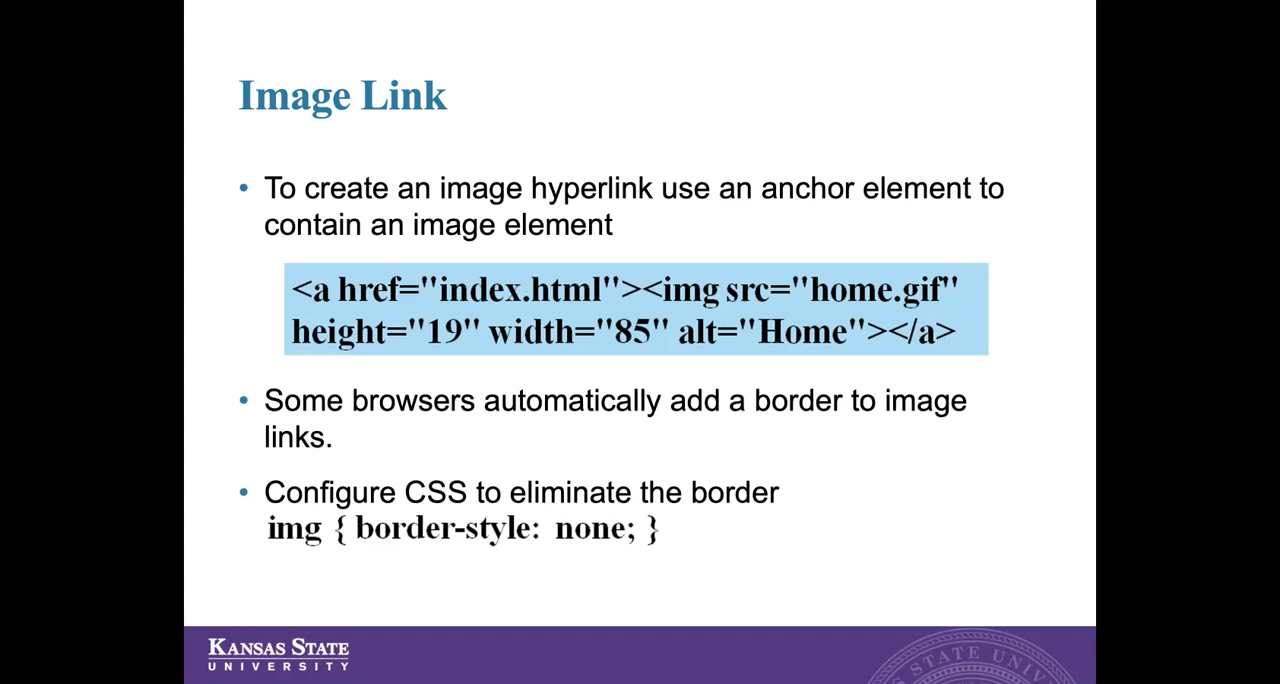 Image Link
• To create an image hyperlink use an anchor element to
contain an image element
<a href="index.html"><img src="home.gif"
height="19" width="85" alt="Home"></a>
• Some browsers automatically add a border to image
links.
• Configure CSS to eliminate the border
img { border-style: none; }
KANSAS STATE
UNIVERSITY
STATE UNIV